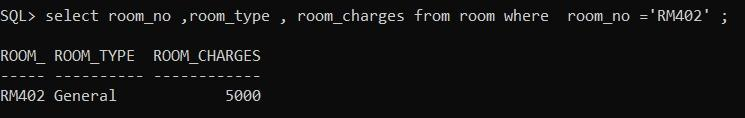 SQL> select room_no ,room_type , room_charges from room where  room_no ='RM402' ;
ROOM_ ROOM_TYPE  ROOM_CHARGES
----- ---------- ------------
RM402 General            5000